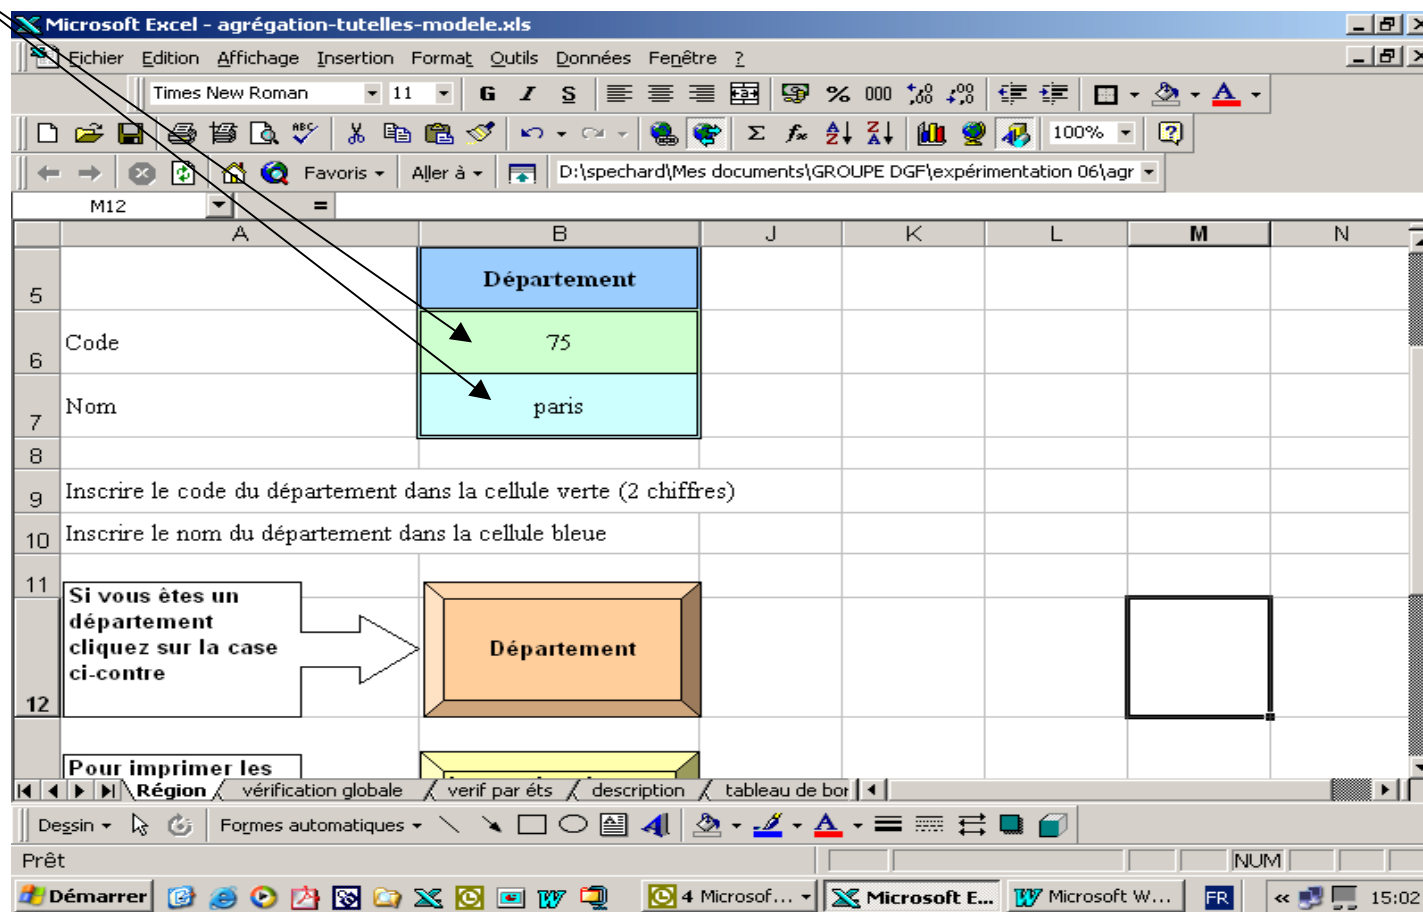 Microsoft Excel - agrégation-tutelles-modele.xls
Fichier Edition Affichage Insertion Format Outils Données Fenêtre ?
Times New Roman 11 G I S % 000
100%
Favoris Aller à D:\spechard\Mes documents\GROUPE DGF\expérimentation 06\agr
M12 =
A B J K L M N
5 Département
6 Code 75
7 Nom paris
8
9 Inscrire le code du département dans la cellule verte (2 chiffres)
10 Inscrire le nom du département dans la cellule bleue
11
Si vous êtes un
département
cliquez sur la case
ci-contre
Département
12
Pour imprimer les
Région vérification globale verif par éts description tableau de bor
Dessin Formes automatiques
Prêt NUM
Démarrer 4 Microsof... Microsoft E... Microsoft W... FR « 15:02